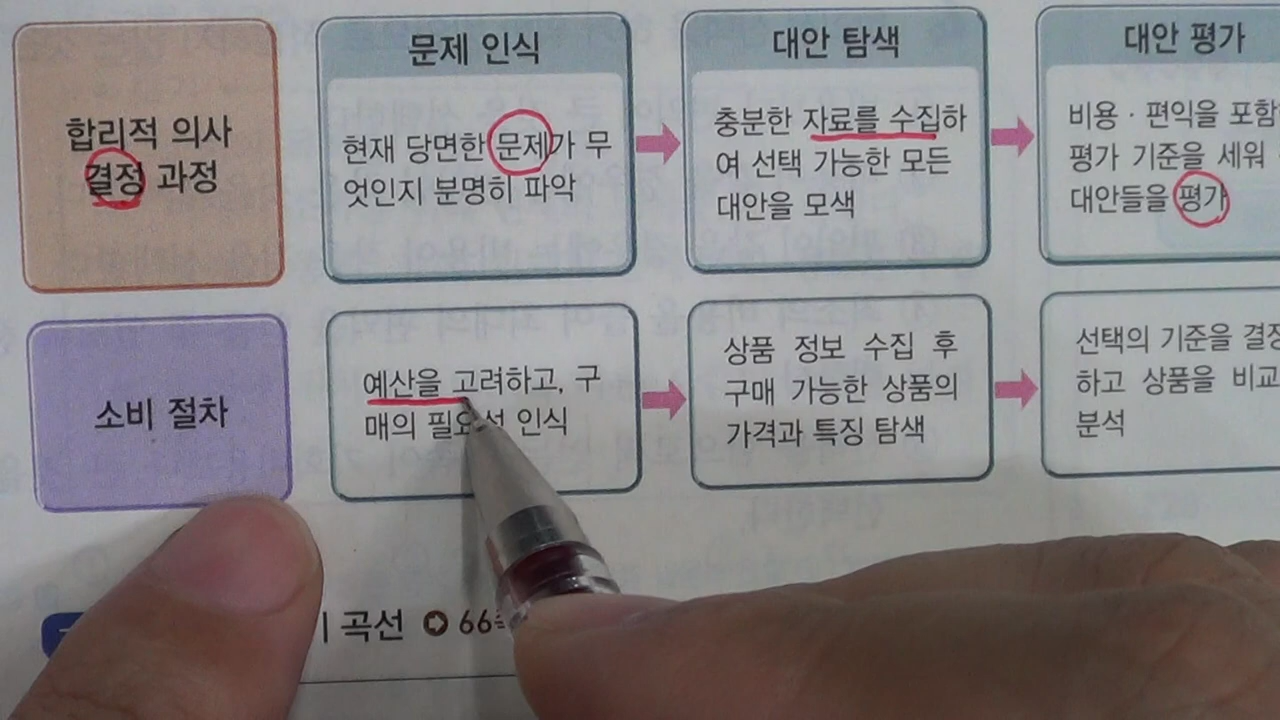 합리적 의사
결정 과정
문제 인식
현재 당면한 문제가 무
엇인지 분명히 파악
대안 탐색
충분한 자료를 수집하
여 선택 가능한 모든
대안을 모색
대안 평가
비용·편익을 포함
평가 기준을 세워
대안들을 평가
소비 절차
예산을 고려하고, 구
매의 필요성 인식
상품 정보 수집 후
구매 가능한 상품의
가격과 특징 탐색
선택의 기준을 결정
하고 상품을 비교
분석
곡선 66